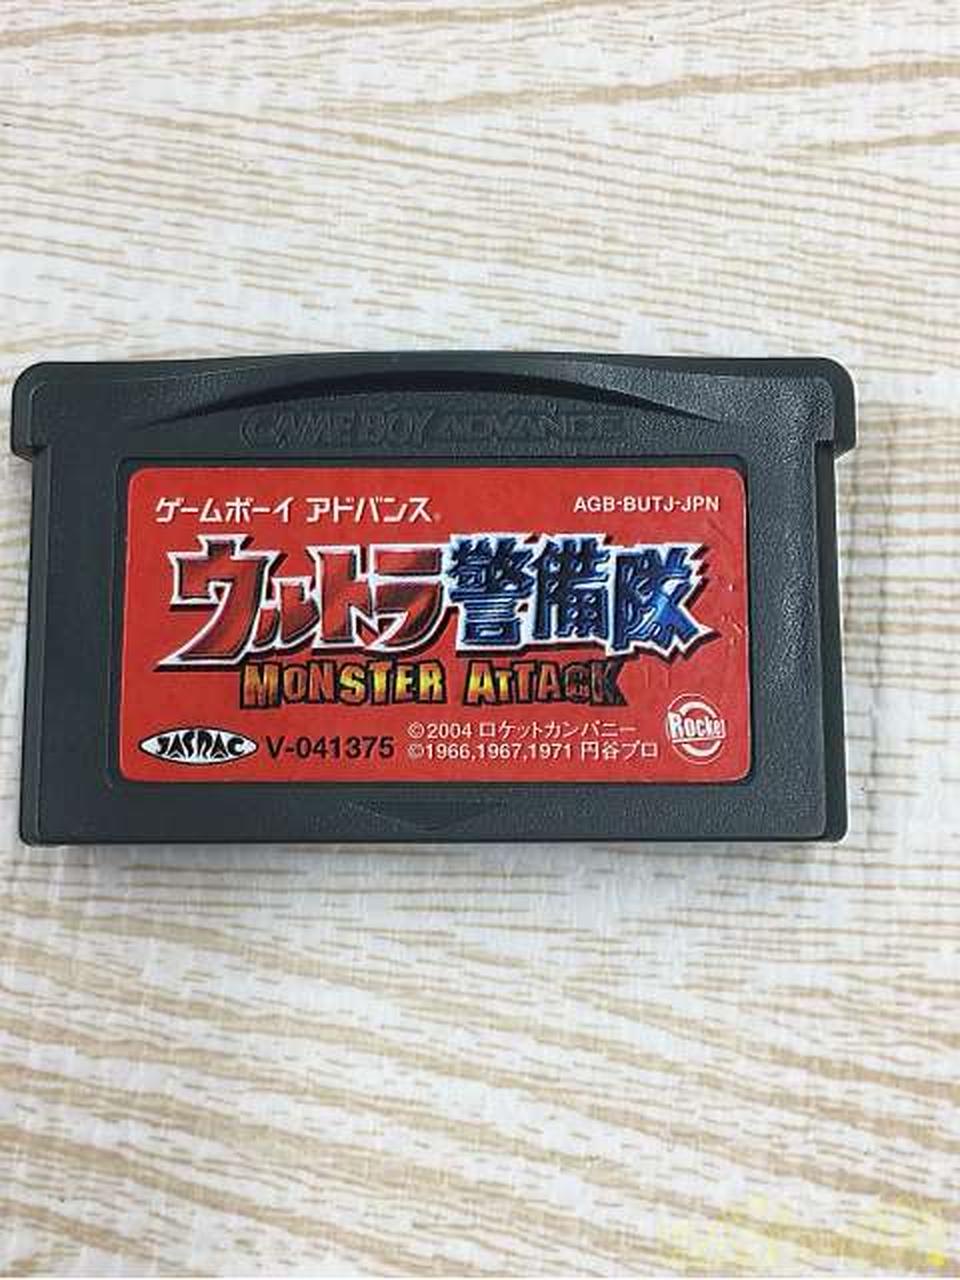 GAME BOY ADVANCE
ゲームボーイ アドバンス
AGB-BUTJ-JPN
ウルトラ警備隊
MONSTER ATTACK
JASRAC V-041375
©2004 ロケットカンパニー
©1966,1967,1971 円谷プロ
Rocket